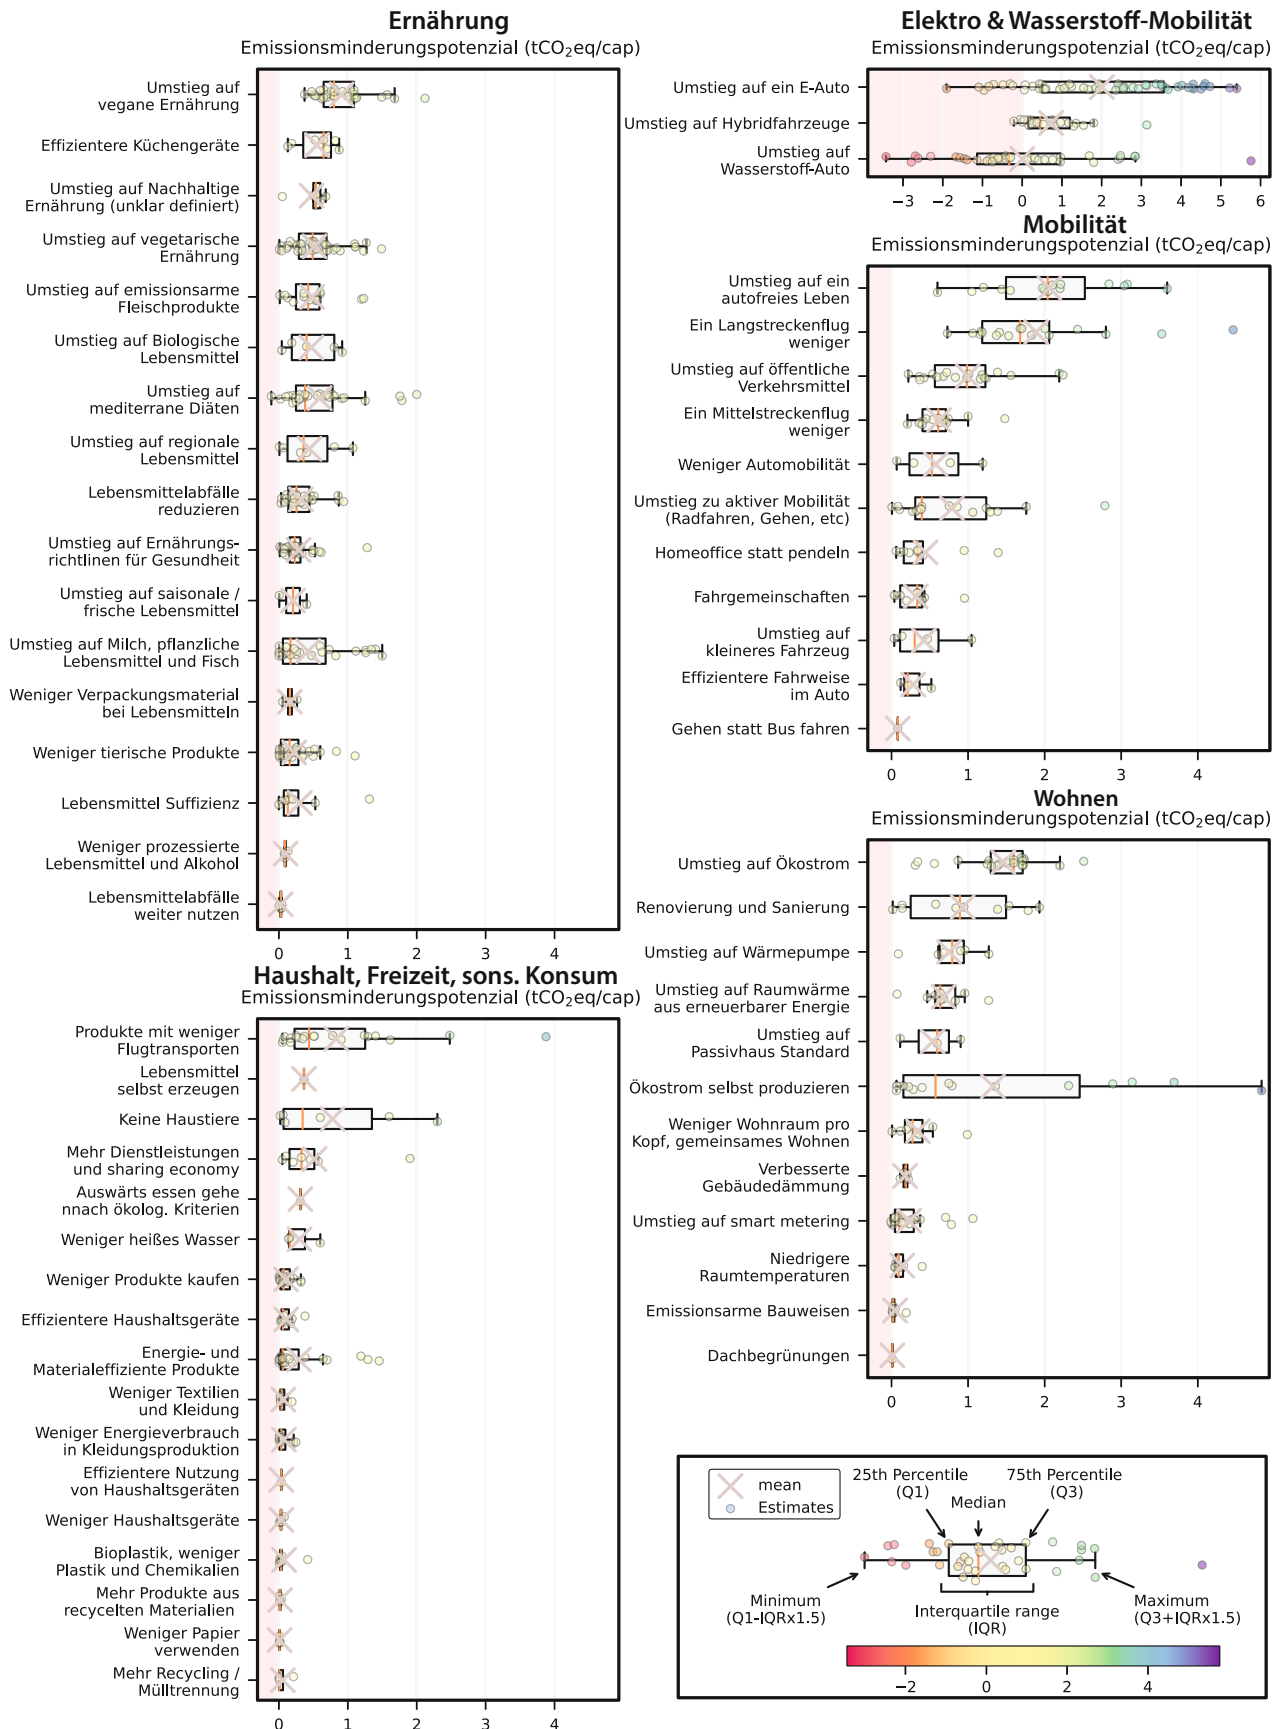 Ernährung
Emissionsminderungspotenzial (tCO₂eq/cap)
Umstieg auf
vegane Ernährung
Effizientere Küchengeräte
Umstieg auf Nachhaltige
Ernährung (unklar definiert)
Umstieg auf vegetarische
Ernährung
Umstieg auf emissionsarme
Fleischprodukte
Umstieg auf Biologische
Lebensmittel
Umstieg auf
mediterrane Diäten
Umstieg auf regionale
Lebensmittel
Lebensmittelabfälle
reduzieren
Umstieg auf Ernährungs-
richtlinen für Gesundheit
Umstieg auf saisonale /
frische Lebensmittel
Umstieg auf Milch, pflanzliche
Lebensmittel und Fisch
Weniger Verpackungsmaterial
bei Lebensmitteln
Weniger tierische Produkte
Lebensmittel Suffizienz
Weniger prozessierte
Lebensmittel und Alkohol
Lebensmittelabfälle
weiter nutzen
0 1 2 3 4
Haushalt, Freizeit, sons. Konsum
Emissionsminderungspotenzial (tCO₂eq/cap)
Produkte mit weniger
Flugtransporten
Lebensmittel
selbst erzeugen
Keine Haustiere
Mehr Dienstleistungen
und sharing economy
Auswärts essen gehe
nnach ökolog. Kriterien
Weniger heißes Wasser
Weniger Produkte kaufen
Effizientere Haushaltsgeräte
Energie- und
Materialeffiziente Produkte
Weniger Textilien
und Kleidung
Weniger Energieverbrauch
in Kleidungsproduktion
Effizientere Nutzung
von Haushaltsgeräten
Weniger Haushaltsgeräte
Bioplastik, weniger
Plastik und Chemikalien
Mehr Produkte aus
recycelten Materialien
Weniger Papier
verwenden
Mehr Recycling /
Mülltrennung
0 1 2 3 4
Elektro & Wasserstoff-Mobilität
Emissionsminderungspotenzial (tCO₂eq/cap)
Umstieg auf ein E-Auto
Umstieg auf Hybridfahrzeuge
Umstieg auf
Wasserstoff-Auto
−3 −2 −1 0 1 2 3 4 5 6
Mobilität
Emissionsminderungspotenzial (tCO₂eq/cap)
Umstieg auf ein
autofreies Leben
Ein Langstreckenflug
weniger
Umstieg auf öffentliche
Verkehrsmittel
Ein Mittelstreckenflug
weniger
Weniger Automobilität
Umstieg zu aktiver Mobilität
(Radfahren, Gehen, etc)
Homeoffice statt pendeln
Fahrgemeinschaften
Umstieg auf
kleineres Fahrzeug
Effizientere Fahrweise
im Auto
Gehen statt Bus fahren
0 1 2 3 4
Wohnen
Emissionsminderungspotenzial (tCO₂eq/cap)
Umstieg auf Ökostrom
Renovierung und Sanierung
Umstieg auf Wärmepumpe
Umstieg auf Raumwärme
aus erneuerbarer Energie
Umstieg auf
Passivhaus Standard
Ökostrom selbst produzieren
Weniger Wohnraum pro
Kopf, gemeinsames Wohnen
Verbesserte
Gebäudedämmung
Umstieg auf smart metering
Niedrigere
Raumtemperaturen
Emissionsarme Bauweisen
Dachbegrünungen
0 1 2 3 4
mean
Estimates
25th Percentile
(Q1)
Median
75th Percentile
(Q3)
Minimum
(Q1-IQRx1.5)
Interquartile range
(IQR)
Maximum
(Q3+IQRx1.5)
−2 0 2 4